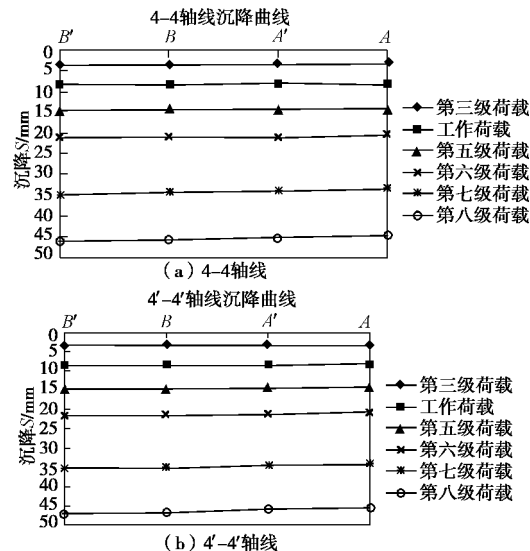 4-4轴线沉降曲线
B′ B A′ A
0
5
10
15
20
25
30
35
40
45
50
沉降S/mm
第三级荷载
工作荷载
第五级荷载
第六级荷载
第七级荷载
第八级荷载
（a）4-4轴线
4′-4′轴线沉降曲线
B′ B A′ A
0
5
10
15
20
25
30
35
40
45
50
沉降S/mm
第三级荷载
工作荷载
第五级荷载
第六级荷载
第七级荷载
第八级荷载
（b）4′-4′轴线